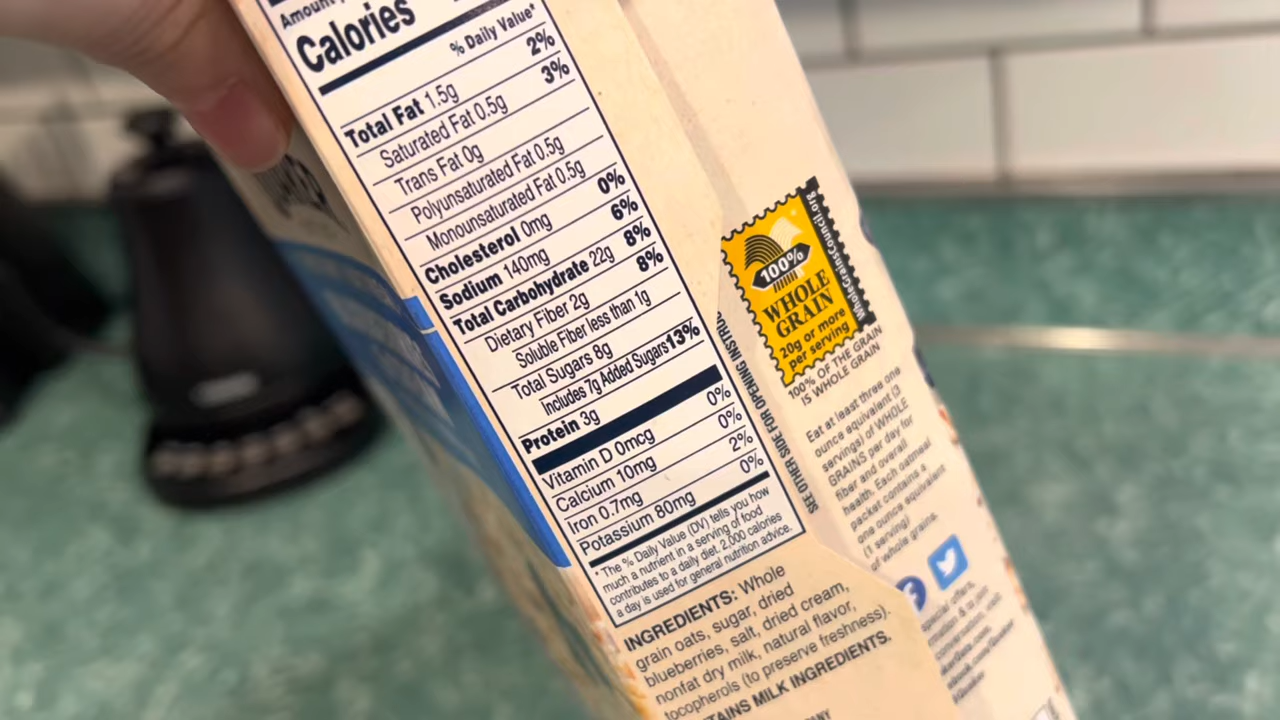 Amount
Calories
% Daily Value*
Total Fat 1.5g 2%
Saturated Fat 0.5g 3%
Trans Fat 0g
Polyunsaturated Fat 0.5g
Monounsaturated Fat 0.5g
Cholesterol 0mg 0%
Sodium 140mg 6%
Total Carbohydrate 22g 8%
Dietary Fiber 2g 8%
Soluble Fiber less than 1g
Total Sugars 8g
Includes 7g Added Sugars 13%
Protein 3g
Vitamin D 0mcg 0%
Calcium 10mg 0%
Iron 0.7mg 2%
Potassium 80mg 0%
* The % Daily Value (DV) tells you how
much a nutrient in a serving of food
contributes to a daily diet. 2,000 calories
a day is used for general nutrition advice.
INGREDIENTS: Whole
grain oats, sugar, dried
blueberries, salt, dried cream,
nonfat dry milk, natural flavor,
tocopherols (to preserve freshness).
MILK INGREDIENTS.
SEE OTHER SIDE FOR OPENING
100%
WHOLE
GRAIN
20g or more
per serving
WholeGrainsCouncil.org
100% OF THE GRAIN
IS WHOLE GRAIN
Eat at least three one
ounce equivalent (3
servings) of WHOLE
GRAINS per day for
fiber and overall
health. Each oatmeal
packet contains a
one ounce equivalent
(1 serving)
of whole grains.
Special offers,